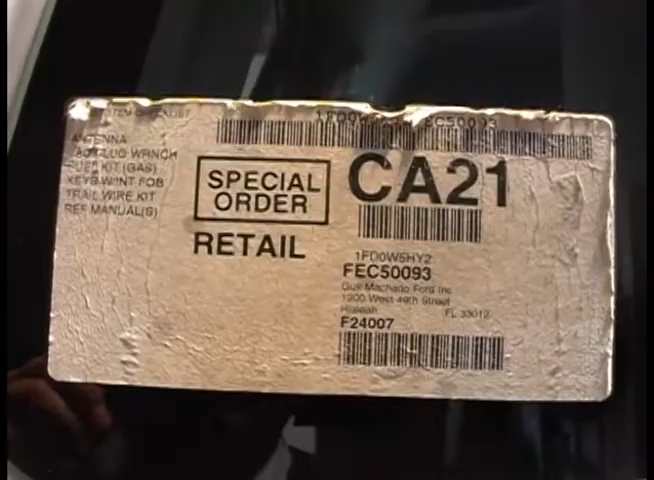 ANTENNA
FUEL KIT (GAS)
KEYS W/INT FOB
TRAIL WIRE KIT
REF MANUAL(S)
SPECIAL
ORDER
RETAIL
EC50093
CA21
1FD0W5HY2
FEC50093
Gus Machado Ford Inc
1200 West 49th Street
Hialeah FL 33012
F24007